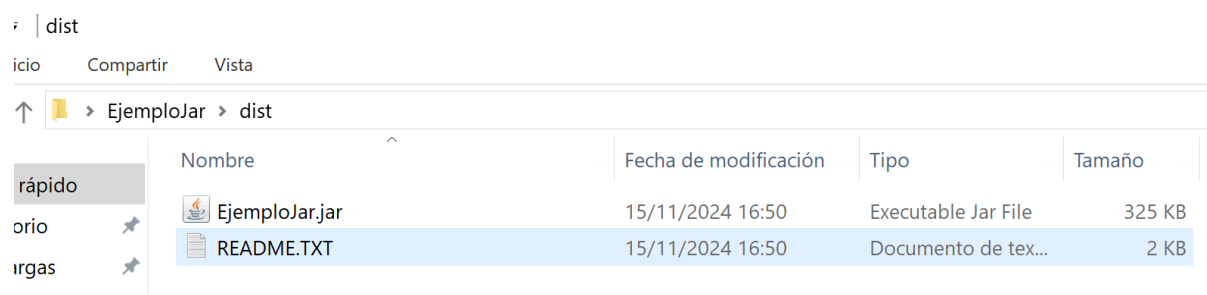 dist
icio Compartir Vista
EjemploJar > dist
Nombre Fecha de modificación Tipo Tamaño
rápido
EjemploJar.jar 15/11/2024 16:50 Executable Jar File 325 KB
orio
README.TXT 15/11/2024 16:50 Documento de tex... 2 KB
argas